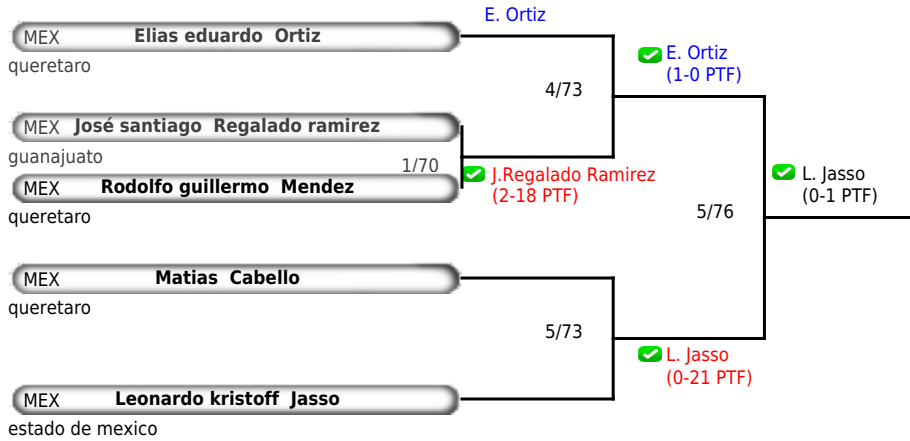 E. Ortiz
MEX Elias eduardo Ortiz
queretaro
E. Ortiz
(1-0 PTF)
4/73
MEX José santiago Regalado ramirez
guanajuato
1/70
J.Regalado Ramirez
(2-18 PTF)
MEX Rodolfo guillermo Mendez
queretaro
L. Jasso
(0-1 PTF)
5/76
MEX Matias Cabello
queretaro
5/73
L. Jasso
(0-21 PTF)
MEX Leonardo kristoff Jasso
estado de mexico